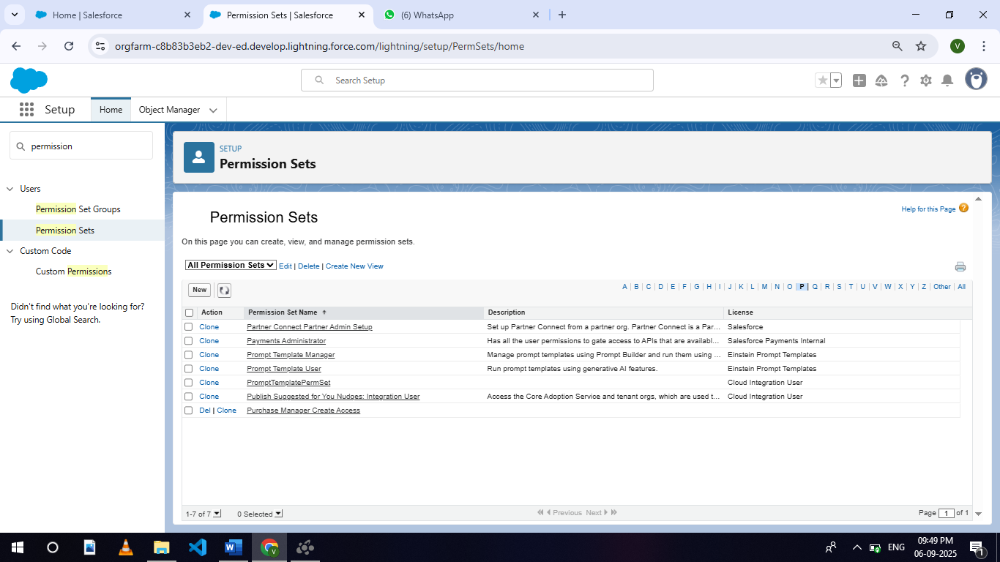 Home | Salesforce
Permission Sets | Salesforce
(6) WhatsApp
orgfarm-c8b83b3eb2-dev-ed.develop.lightning.force.com/lightning/setup/PermSets/home
V
Search Setup
Setup
Home
Object Manager
permission
Users
Permission Set Groups
Permission Sets
Custom Code
Custom Permissions
Didn't find what you're looking for?
Try using Global Search.
SETUP
Permission Sets
Permission Sets
Help for this Page ?
On this page you can create, view, and manage permission sets.
All Permission Sets Edit | Delete | Create New View
New
A | B | C | D | E | F | G | H | I | J | K | L | M | N | O | P | Q | R | S | T | U | V | W | X | Y | Z | Other | All
Action Permission Set Name Description License
Clone Partner Connect Partner Admin Setup Set up Partner Connect from a partner org. Partner Connect is a Par... Salesforce
Clone Payments Administrator Has all the user permissions to gate access to APIs that are availabl... Salesforce Payments Internal
Clone Prompt Template Manager Manage prompt templates using Prompt Builder and run them using ... Einstein Prompt Templates
Clone Prompt Template User Run prompt templates using generative AI features. Einstein Prompt Templates
Clone PromptTemplatePermSet Cloud Integration User
Clone Publish Suggested for You Nudges: Integration User Access the Core Adoption Service and tenant orgs, which are used t... Cloud Integration User
Del | Clone Purchase Manager Create Access
1-7 of 7 0 Selected Previous Next Page 1 of 1
W
V
ENG
09:49 PM
06-09-2025
1